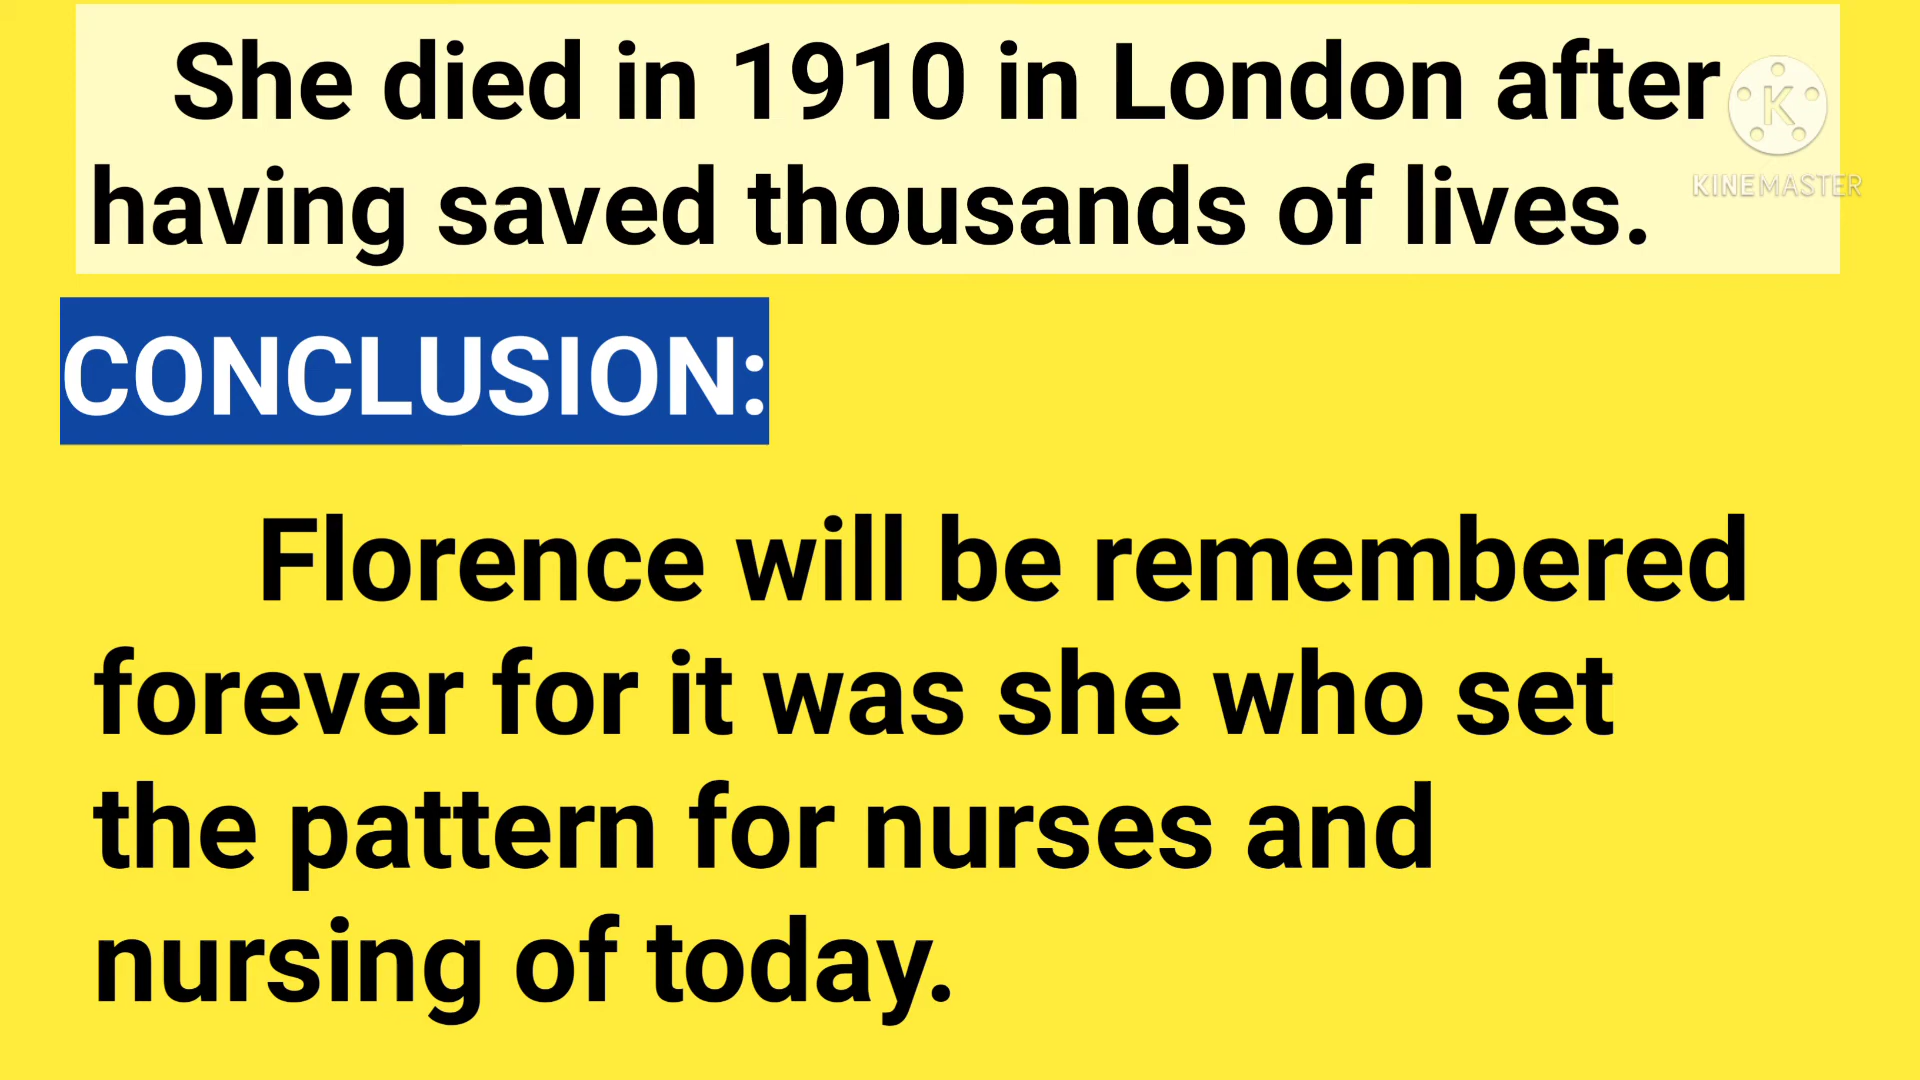 She died in 1910 in London after
having saved thousands of lives.
K
KINEMASTER
CONCLUSION:
Florence will be remembered
forever for it was she who set
the pattern for nurses and
nursing of today.